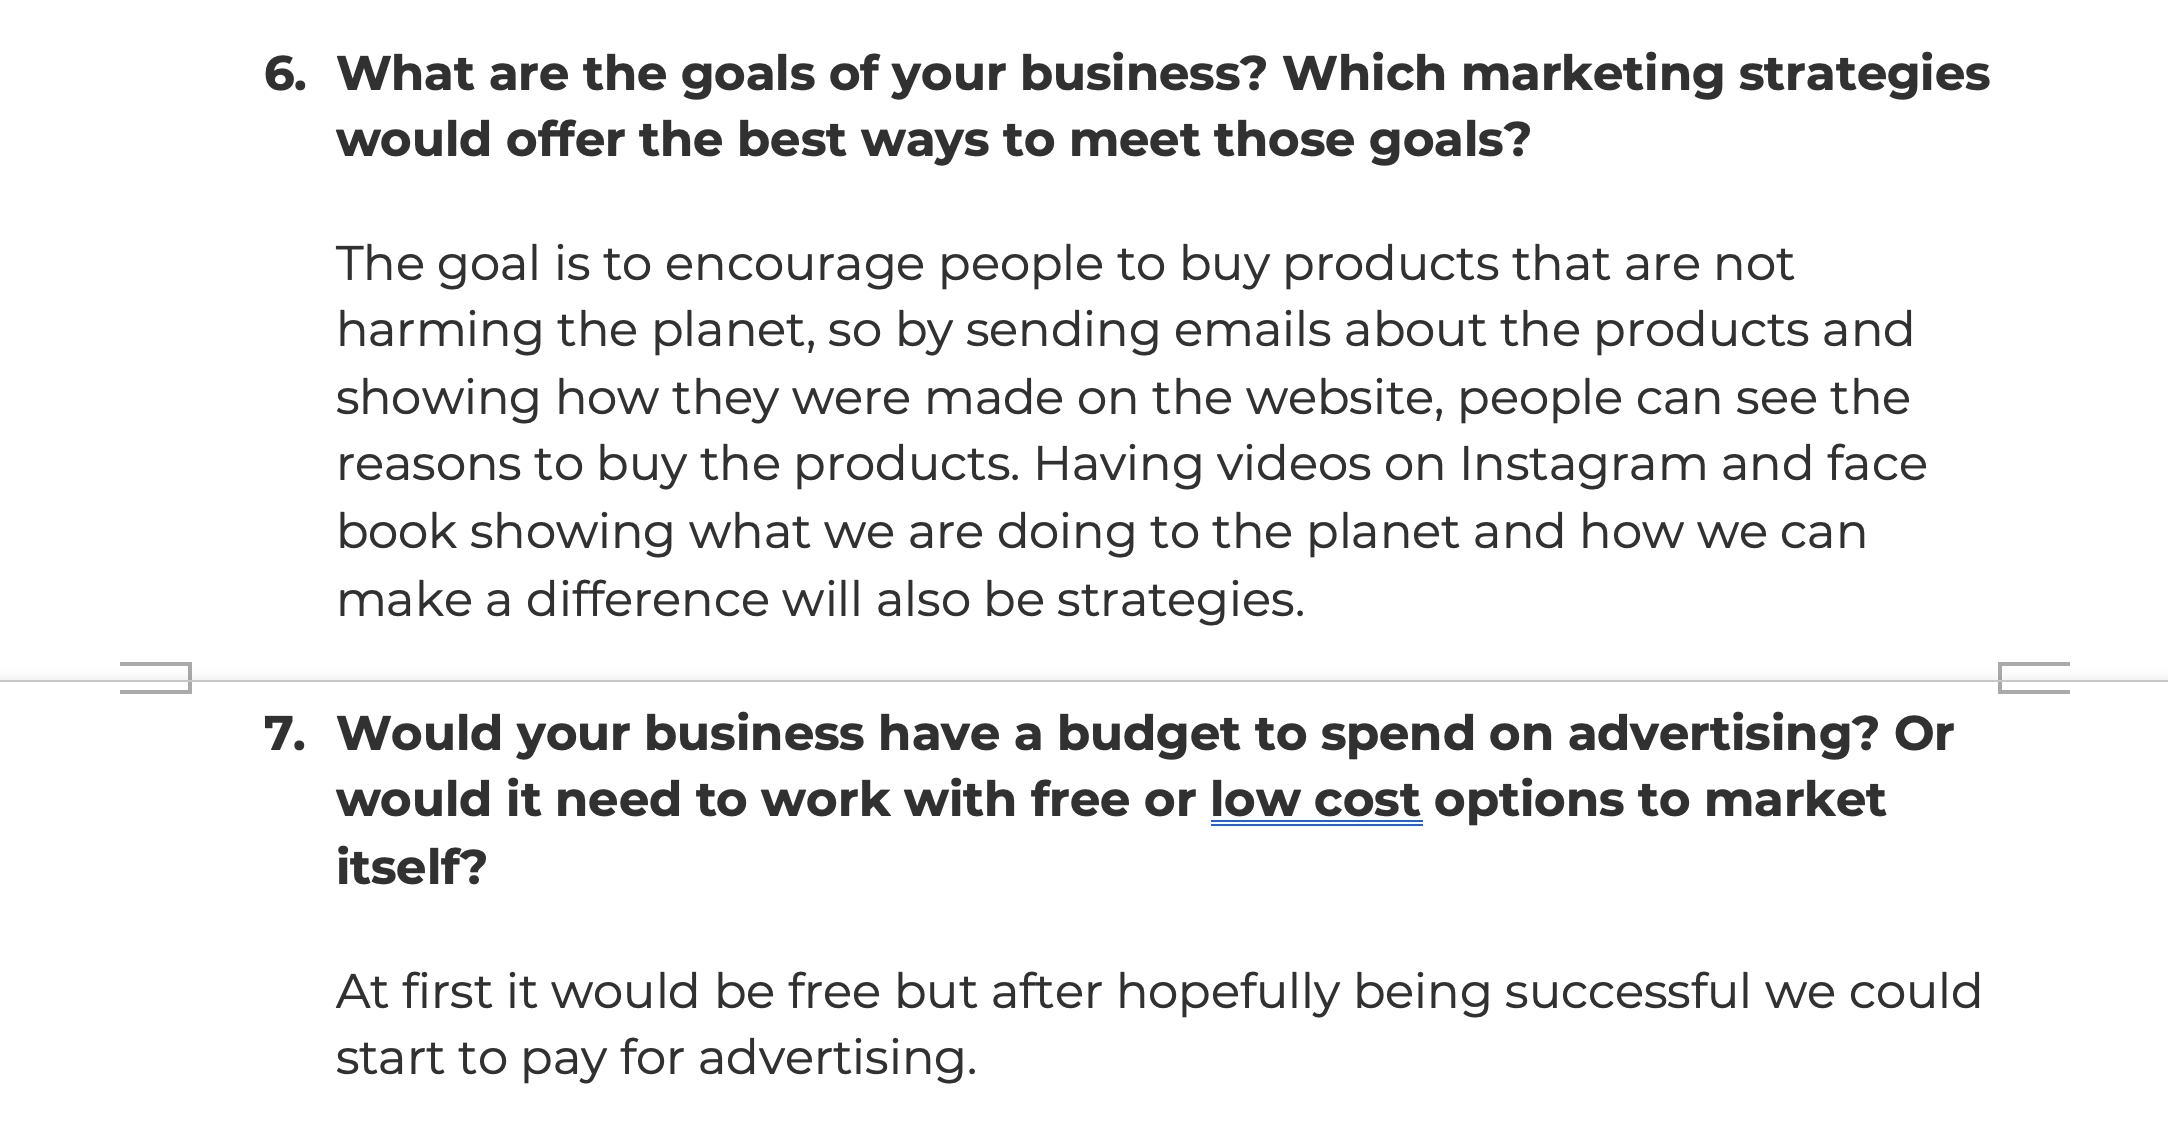 6. What are the goals of your business? Which marketing strategies
would offer the best ways to meet those goals?
The goal is to encourage people to buy products that are not
harming the planet, so by sending emails about the products and
showing how they were made on the website, people can see the
reasons to buy the products. Having videos on Instagram and face
book showing what we are doing to the planet and how we can
make a difference will also be strategies.
7. Would your business have a budget to spend on advertising? Or
would it need to work with free or low cost options to market
itself?
At first it would be free but after hopefully being successful we could
start to pay for advertising.